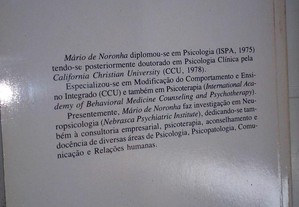 Mário de Noronha diplomou-se em Psicologia (ISPA, 1975)
tendo-se posteriormente doutorado em Psicologia Clínica pela
California Christian University (CCU, 1978).
Especializou-se em Modificação do Comportamento e Ensi-
no Integrado (CCU) e também em Psicoterapia (International Aca-
demy of Behavioral Medicine Counseling and Psychotherapy).
Presentemente, Mário de Noronha faz investigação em Neu-
ropsicologia (Nebrasca Psychiatric Institute), dedicando-se tam-
bém à consultoria empresarial, psicoterapia, aconselhamento e
docência de diversas áreas de Psicologia, Psicopatologia, Comu-
nicação e Relações humanas.